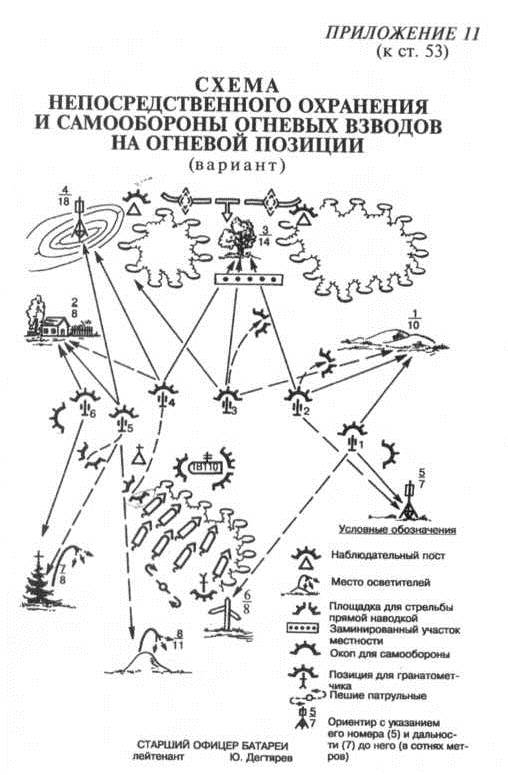 ПРИЛОЖЕНИЕ 11
(к ст. 53)
СХЕМА
НЕПОСРЕДСТВЕННОГО ОХРАНЕНИЯ
И САМООБОРОНЫ ОГНЕВЫХ ВЗВОДОВ
НА ОГНЕВОЙ ПОЗИЦИИ
(вариант)
4
18
3
14
2
8
1
10
6
5
4
3
2
1
1В110
5
7
7
8
6
8
8
11
Условные обозначения
Наблюдательный пост
Место осветителей
Площадка для стрельбы
прямой наводкой
Заминированный участок
местности
Окоп для самообороны
Позиция для гранатомет-
чика
Пешие патрульные
5
7
Ориентир с указанием
его номера (5) и дальнос-
ти (7) до него (в сотнях мет-
ров)
СТАРШИЙ ОФИЦЕР БАТАРЕИ
лейтенант Ю. Дегтярев